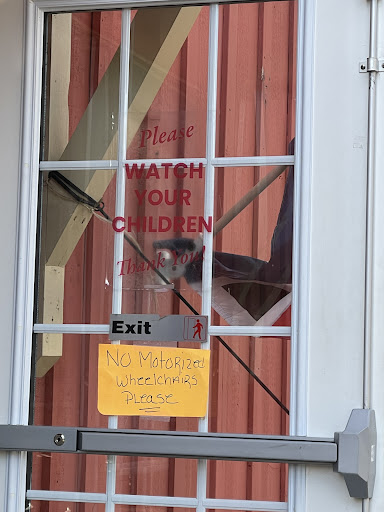 Please
WATCH
YOUR
CHILDREN
Thank You!
Exit
No Motorized
Wheelchairs
Please